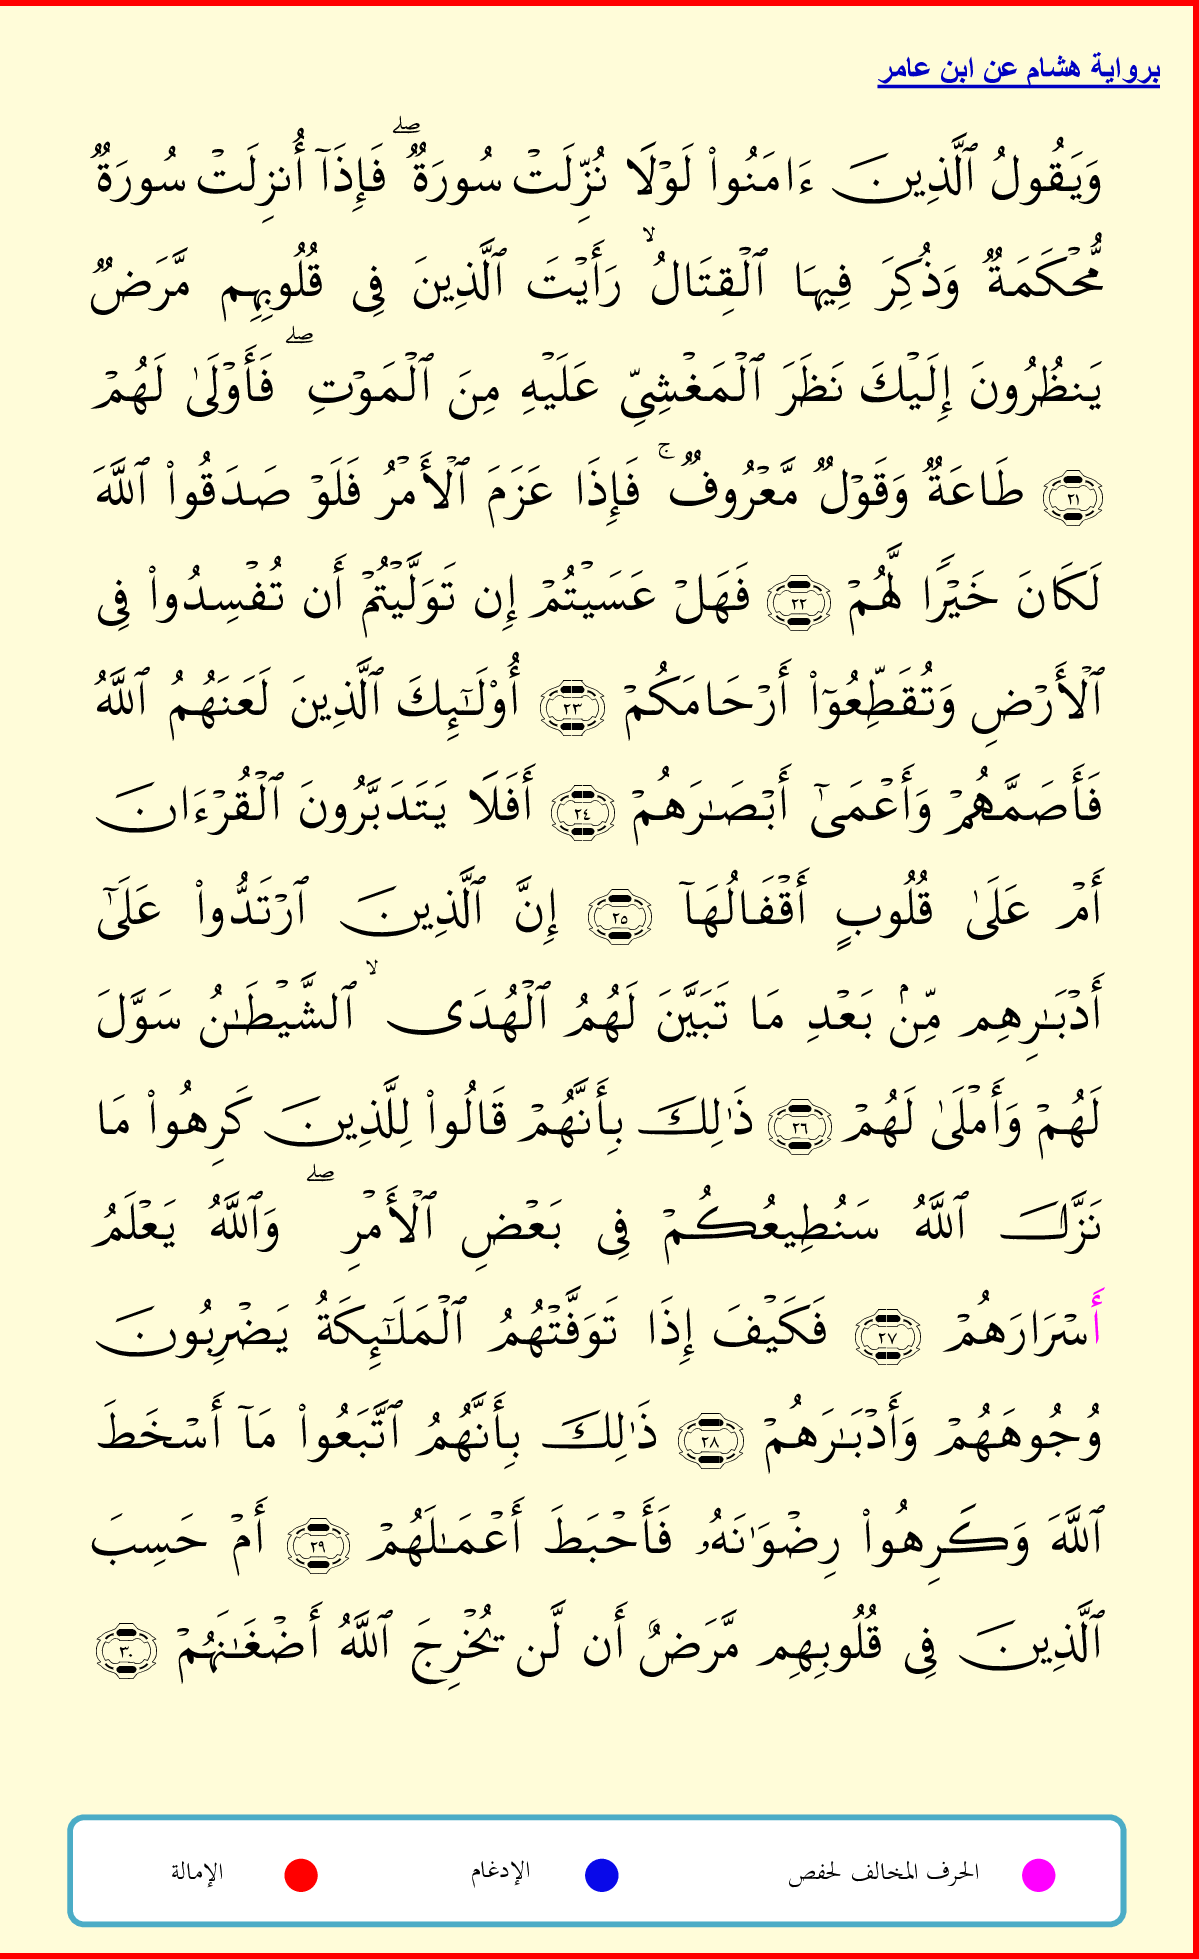 برواية هشام عن ابن عامر
وَيَقُولُ ٱلَّذِينَ ءَامَنُوا۟ لَوْلَا نُزِّلَتْ سُورَةٌۖ فَإِذَآ أُنزِلَتْ سُورَةٌ
مُّحْكَمَةٌ وَذُكِرَ فِيهَا ٱلْقِتَالُۙ رَأَيْتَ ٱلَّذِينَ فِى قُلُوبِهِم مَّرَضٌ
يَنظُرُونَ إِلَيْكَ نَظَرَ ٱلْمَغْشِىِّ عَلَيْهِ مِنَ ٱلْمَوْتِۖ فَأَوْلَىٰ لَهُمْ
٢١ طَاعَةٌ وَقَوْلٌ مَّعْرُوفٌۚ فَإِذَا عَزَمَ ٱلْأَمْرُ فَلَوْ صَدَقُوا۟ ٱللَّهَ
لَكَانَ خَيْرًا لَّهُمْ ٢٢ فَهَلْ عَسَيْتُمْ إِن تَوَلَّيْتُمْ أَن تُفْسِدُوا۟ فِى
ٱلْأَرْضِ وَتُقَطِّعُوٓا۟ أَرْحَامَكُمْ ٢٣ أُو۟لَـٰٓئِكَ ٱلَّذِينَ لَعَنَهُمُ ٱللَّهُ
فَأَصَمَّهُمْ وَأَعْمَىٰٓ أَبْصَـٰرَهُمْ ٢٤ أَفَلَا يَتَدَبَّرُونَ ٱلْقُرْءَانَ
أَمْ عَلَىٰ قُلُوبٍ أَقْفَالُهَآ ٢٥ إِنَّ ٱلَّذِينَ ٱرْتَدُّوا۟ عَلَىٰٓ
أَدْبَـٰرِهِم مِّنۢ بَعْدِ مَا تَبَيَّنَ لَهُمُ ٱلْهُدَىۙ ٱلشَّيْطَـٰنُ سَوَّلَ
لَهُمْ وَأَمْلَىٰ لَهُمْ ٢٦ ذَٰلِكَ بِأَنَّهُمْ قَالُوا۟ لِلَّذِينَ كَرِهُوا۟ مَا
نَزَّلَ ٱللَّهُ سَنُطِيعُكُمْ فِى بَعْضِ ٱلْأَمْرِۖ وَٱللَّهُ يَعْلَمُ
أَسْرَارَهُمْ ٢٧ فَكَيْفَ إِذَا تَوَفَّتْهُمُ ٱلْمَلَـٰٓئِكَةُ يَضْرِبُونَ
وُجُوهَهُمْ وَأَدْبَـٰرَهُمْ ٢٨ ذَٰلِكَ بِأَنَّهُمُ ٱتَّبَعُوا۟ مَآ أَسْخَطَ
ٱللَّهَ وَكَرِهُوا۟ رِضْوَٰنَهُۥ فَأَحْبَطَ أَعْمَـٰلَهُمْ ٢٩ أَمْ حَسِبَ
ٱلَّذِينَ فِى قُلُوبِهِم مَّرَضٌ أَن لَّن يُخْرِجَ ٱللَّهُ أَضْغَـٰنَهُمْ ٣٠
الحرف المخالف لحفص الإدغام الإمالة